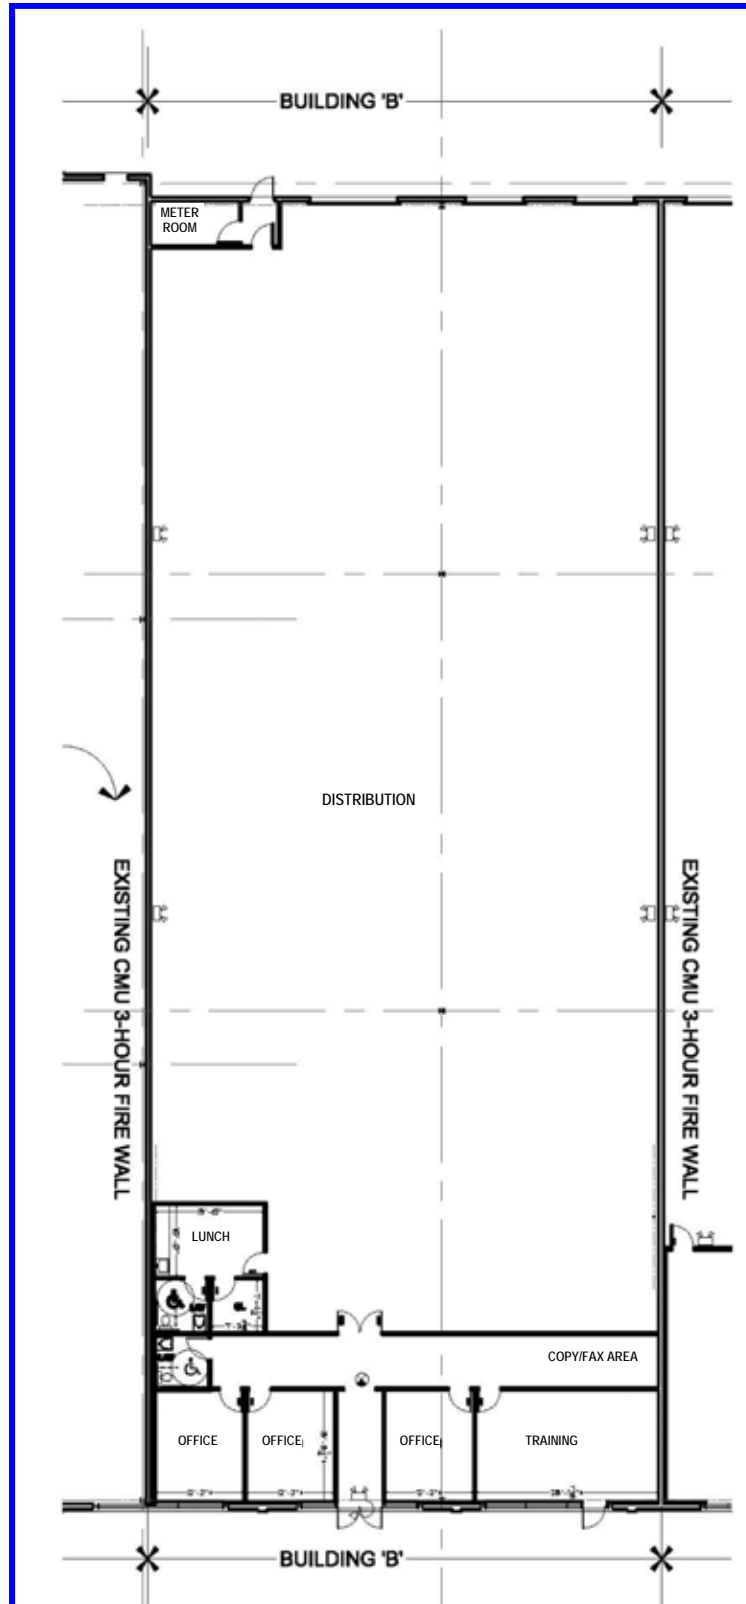 BUILDING 'B'
METER
ROOM
DISTRIBUTION
EXISTING CMU 3-HOUR FIRE WALL
EXISTING CMU 3-HOUR FIRE WALL
LUNCH
COPY/FAX AREA
OFFICE
OFFICE
OFFICE
TRAINING
BUILDING 'B'